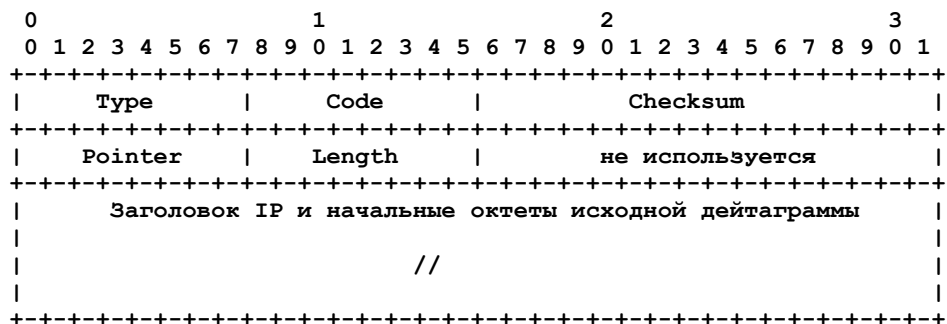 0                   1                   2                   3
0 1 2 3 4 5 6 7 8 9 0 1 2 3 4 5 6 7 8 9 0 1 2 3 4 5 6 7 8 9 0 1
+-+-+-+-+-+-+-+-+-+-+-+-+-+-+-+-+-+-+-+-+-+-+-+-+-+-+-+-+-+-+-+-+
|     Type      |     Code      |          Checksum             |
+-+-+-+-+-+-+-+-+-+-+-+-+-+-+-+-+-+-+-+-+-+-+-+-+-+-+-+-+-+-+-+-+
|    Pointer    |    Length     |        не используется        |
+-+-+-+-+-+-+-+-+-+-+-+-+-+-+-+-+-+-+-+-+-+-+-+-+-+-+-+-+-+-+-+-+
|      Заголовок IP и начальные октеты исходной дейтаграммы     |
|                                                               |
|                           //                                  |
|                                                               |
+-+-+-+-+-+-+-+-+-+-+-+-+-+-+-+-+-+-+-+-+-+-+-+-+-+-+-+-+-+-+-+-+